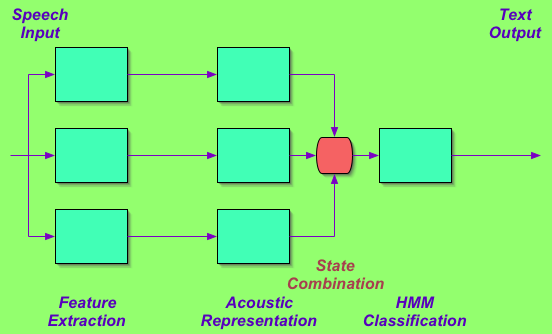 Speech
Input
Text
Output
State
Combination
Feature
Extraction
Acoustic
Representation
HMM
Classification